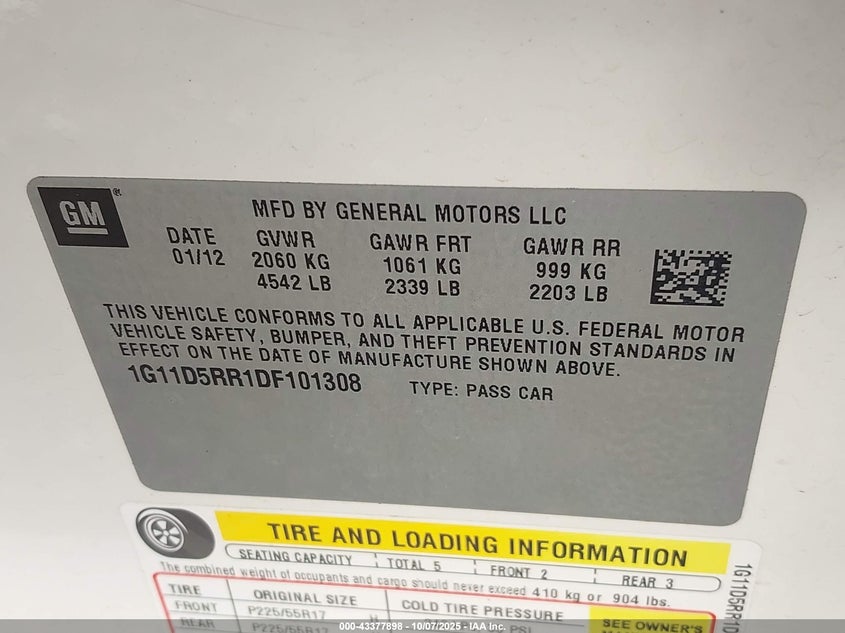 GM
MFD BY GENERAL MOTORS LLC
DATE GVWR GAWR FRT GAWR RR
01/12 2060 KG 1061 KG 999 KG
4542 LB 2339 LB 2203 LB
THIS VEHICLE CONFORMS TO ALL APPLICABLE U.S. FEDERAL MOTOR
VEHICLE SAFETY, BUMPER, AND THEFT PREVENTION STANDARDS IN
EFFECT ON THE DATE OF MANUFACTURE SHOWN ABOVE.
1G11D5RR1DF101308 TYPE: PASS CAR
TIRE AND LOADING INFORMATION
SEATING CAPACITY TOTAL 5 FRONT 2 REAR 3
The combined weight of occupants and cargo should never exceed 410 kg or 904 lbs.
TIRE ORIGINAL SIZE COLD TIRE PRESSURE SEE OWNER'S
FRONT P225/55R17 H
REAR P225/55R17 PSI
1G11D5RR1D
000-43377898 - 10/07/2025 - IAA Inc.